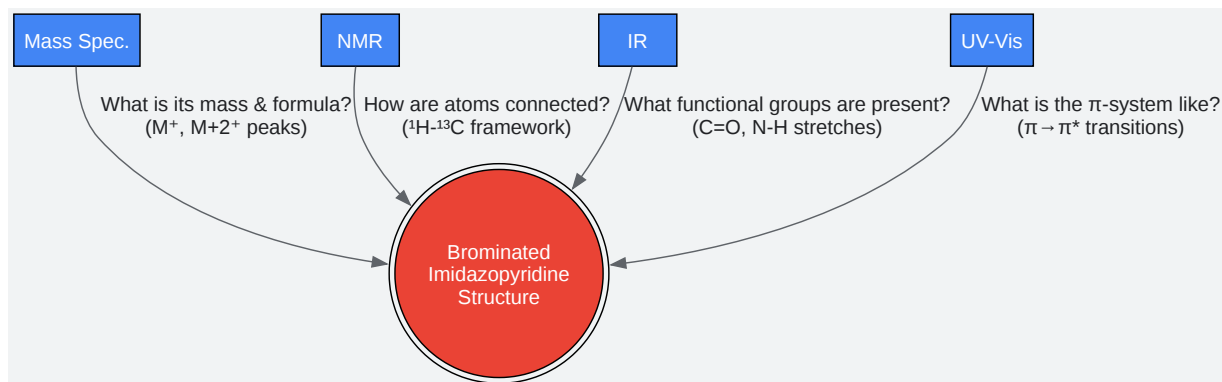 Mass Spec.
NMR
IR
UV-Vis
What is its mass & formula?
(M⁺, M+2⁺ peaks)
How are atoms connected?
(¹H-¹³C framework)
What functional groups are present?
(C=O, N-H stretches)
What is the π-system like?
(π→π* transitions)
Brominated
Imidazopyridine
Structure